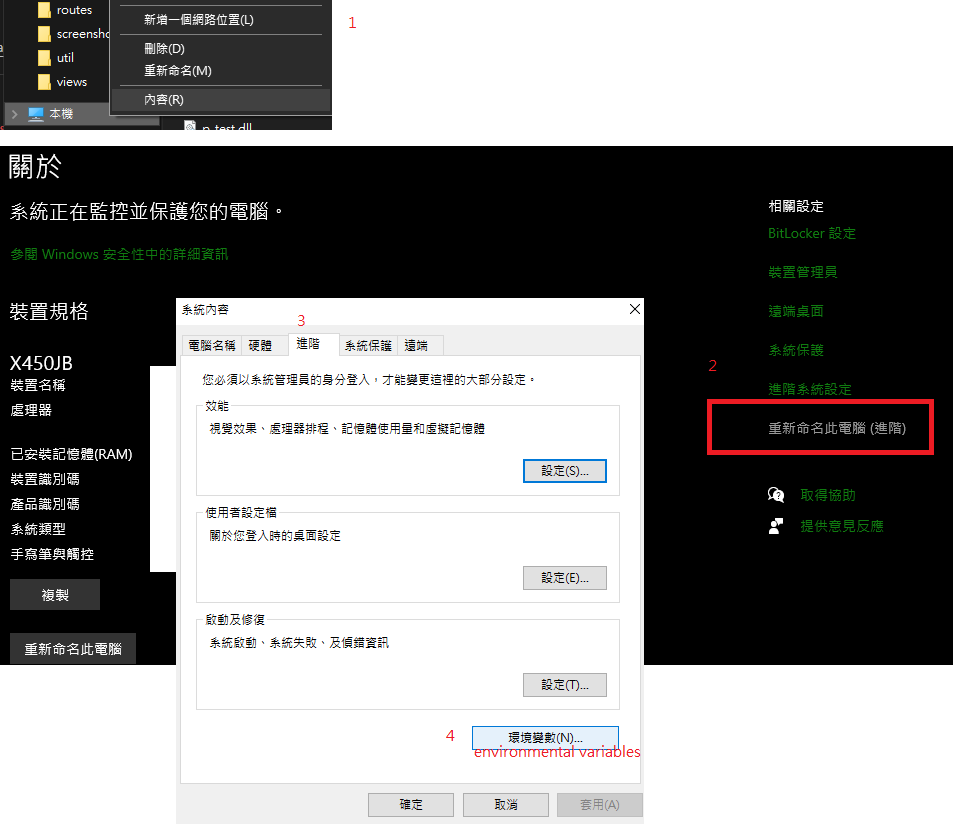 routes
新增一個網路位置(L)
1
screensho
刪除(D)
util
重新命名(M)
views
內容(R)
本機
n-test.dll
關於
系統正在監控並保護您的電腦。
參閱 Windows 安全性中的詳細資訊
裝置規格
X450JB
裝置名稱
處理器
已安裝記憶體(RAM)
裝置識別碼
產品識別碼
系統類型
手寫筆與觸控
複製
重新命名此電腦
系統內容
3
電腦名稱
硬體
進階
系統保護
遠端
您必須以系統管理員的身分登入，才能變更這裡的大部分設定。
效能
視覺效果、處理器排程、記憶體使用量和虛擬記憶體
設定(S)...
使用者設定檔
關於您登入時的桌面設定
設定(E)...
啟動及修復
系統啟動、系統失敗、及偵錯資訊
設定(T)...
4
環境變數(N)...
environmental variables
確定
取消
套用(A)
相關設定
BitLocker 設定
裝置管理員
遠端桌面
系統保護
2
進階系統設定
重新命名此電腦 (進階)
取得協助
提供意見反應